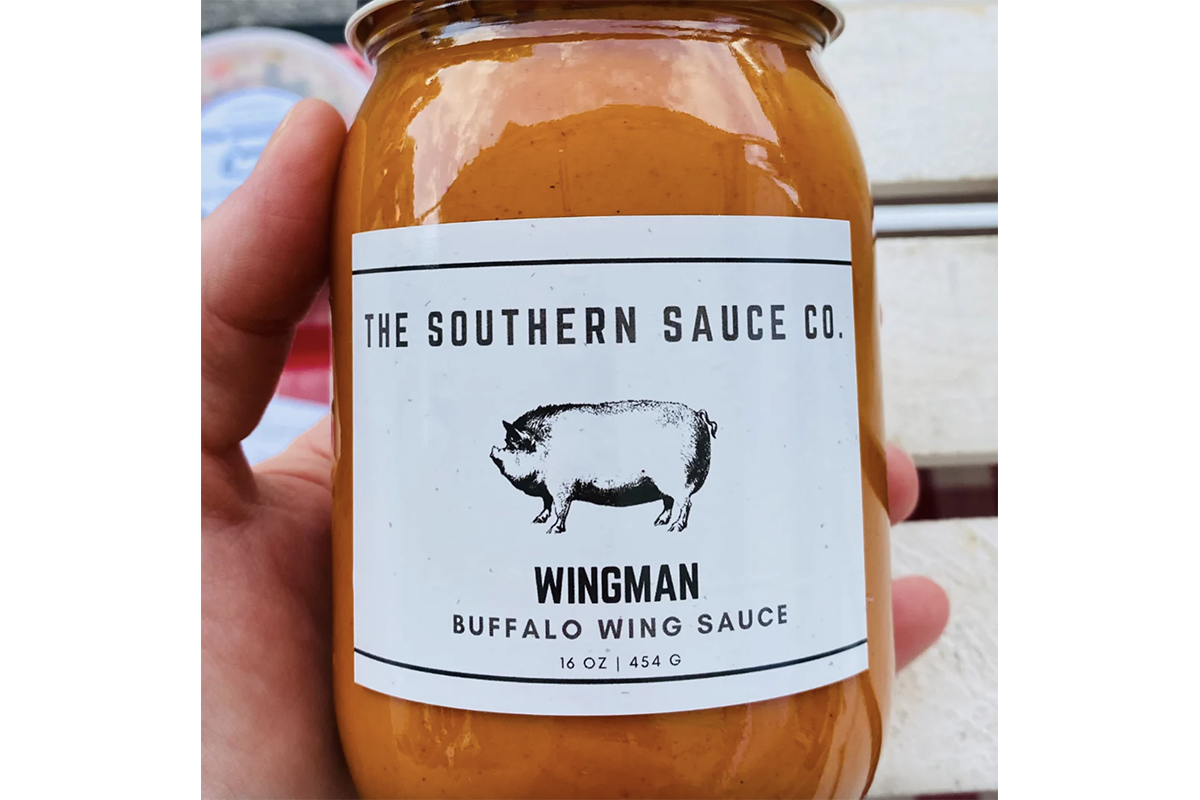 THE SOUTHERN SAUCE CO.
WINGMAN
BUFFALO WING SAUCE
16 OZ | 454 G